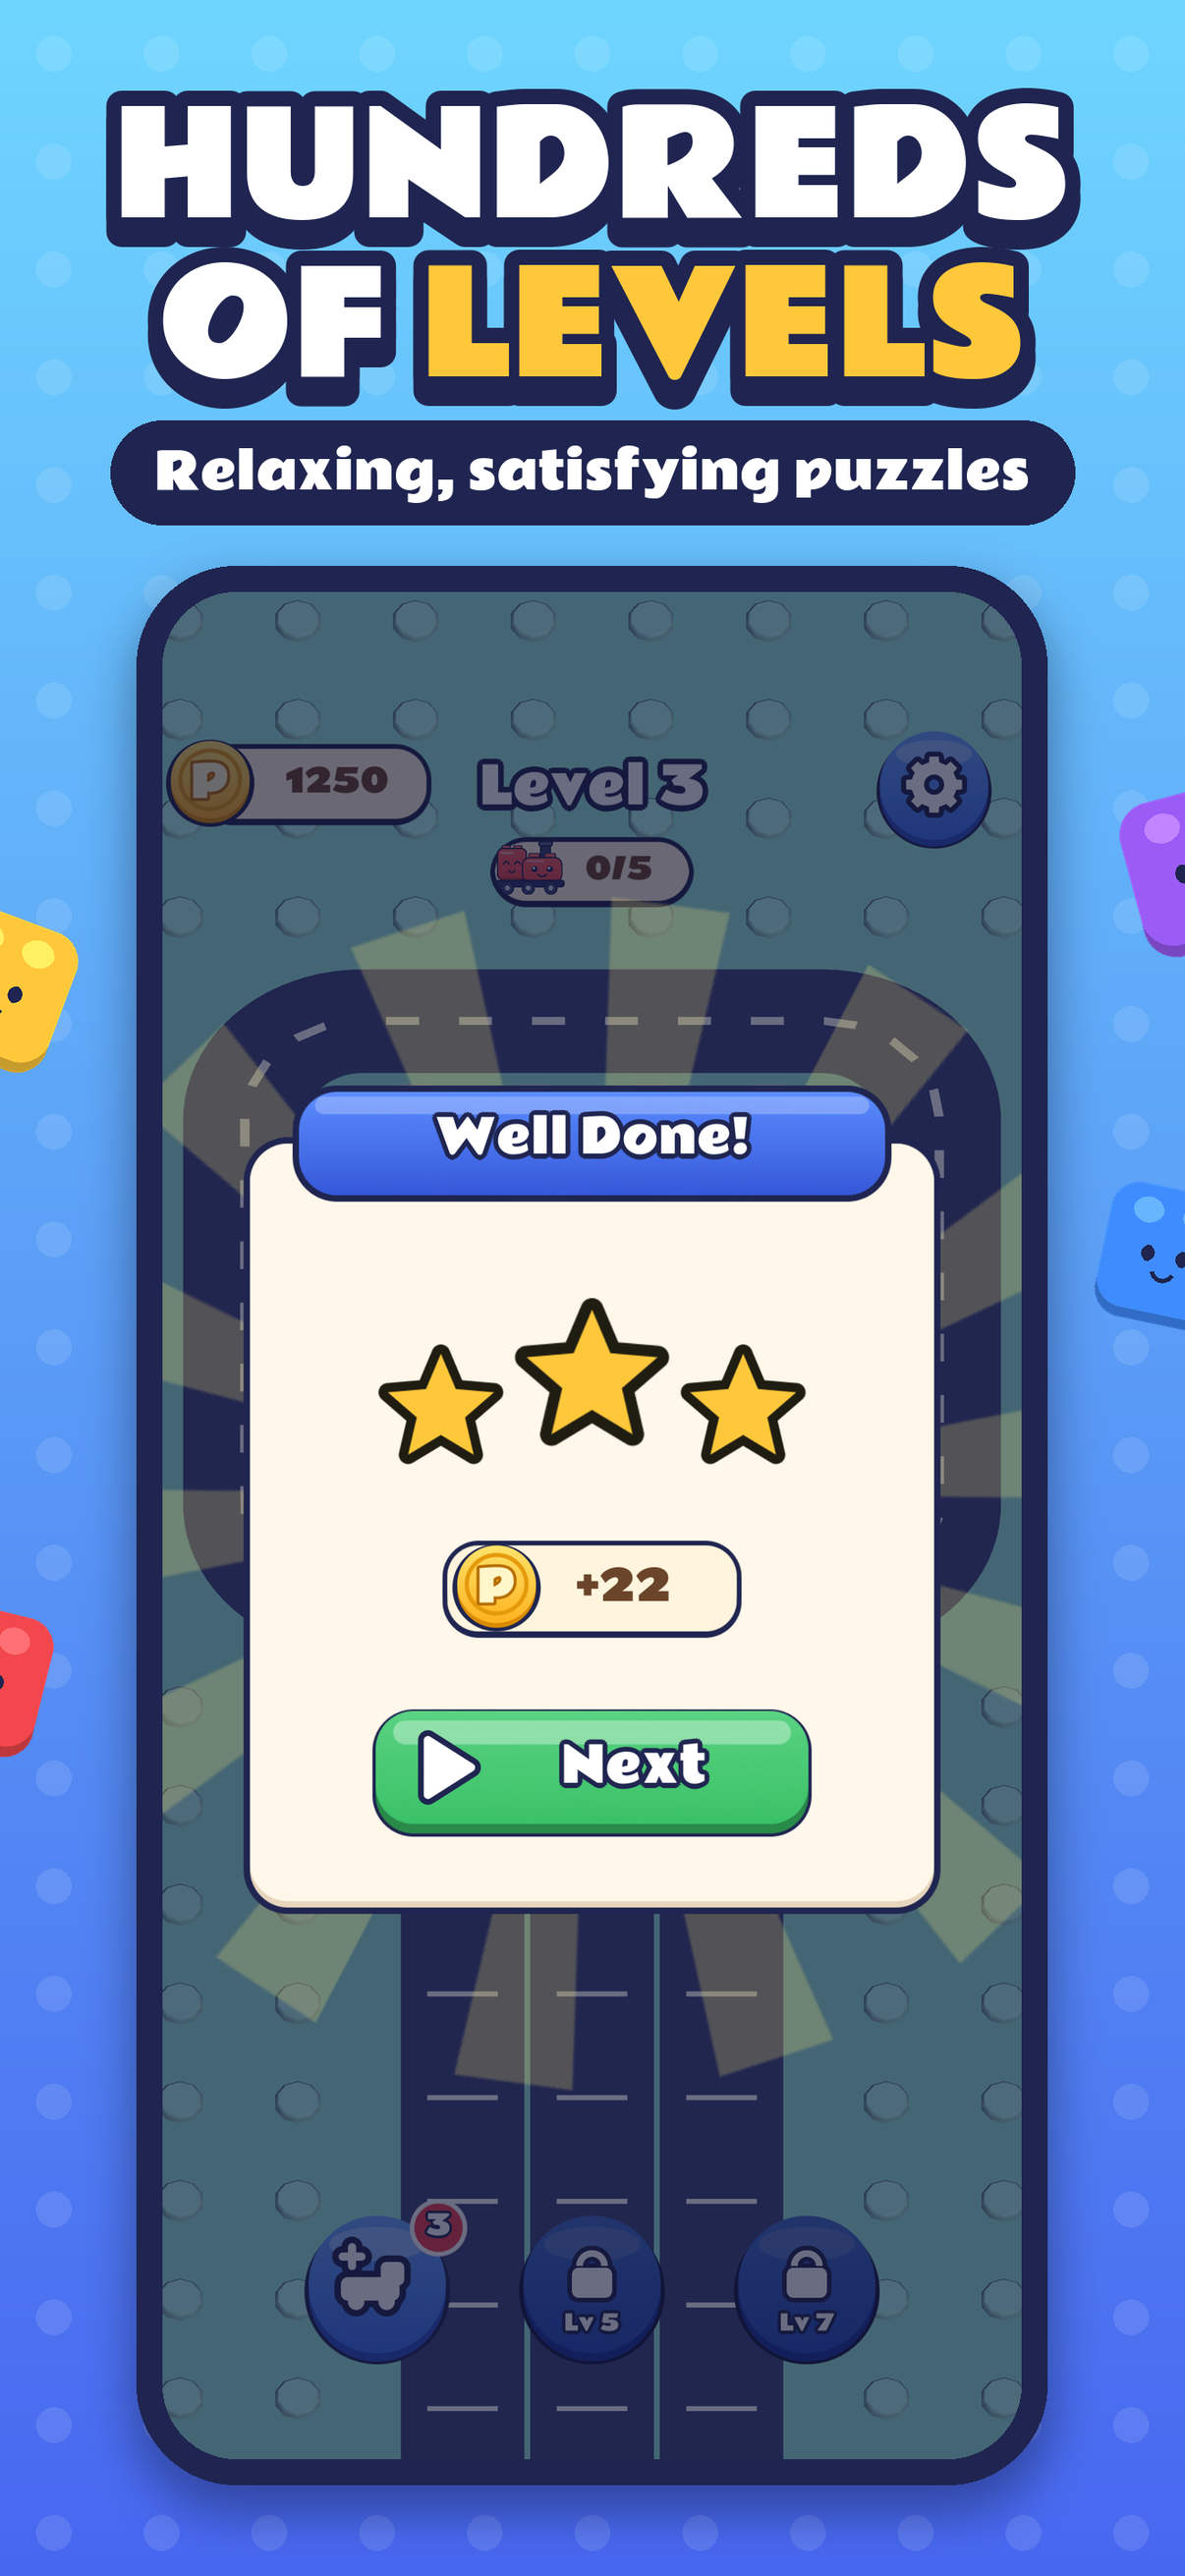 HUNDREDS
OF LEVELS
Relaxing, satisfying puzzles
P 1250
Level 3
0/5
Well Done!
P +22
Next
3
Lv 5
Lv 7